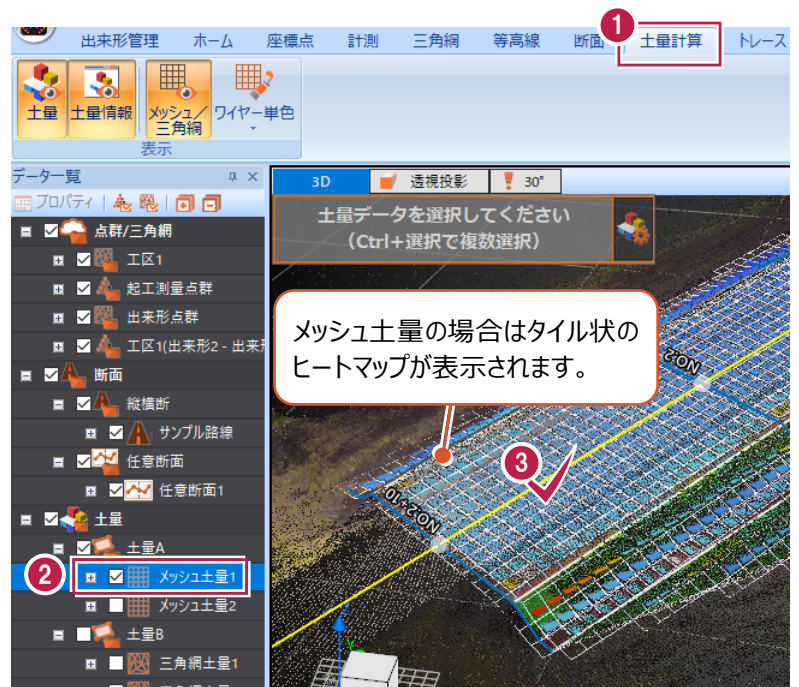 1
出来形管理 ホーム 座標点 計測 三角網 等高線 断面 土量計算 トレース
土量 土量情報 メッシュ／
三角網 ワイヤー単色
表示
データ一覧
プロパティ
3D 透視投影 30°
土量データを選択してください
（Ctrl+選択で複数選択）
点群/三角網
工区1
起工測量点群
出来形点群
工区1(出来形2 - 出来形
断面
縦横断
サンプル路線
任意断面
任意断面1
土量
土量A
2
メッシュ土量1
メッシュ土量2
土量B
三角網土量1
メッシュ土量の場合はタイル状の
ヒートマップが表示されます。
NO.2
3
NO.2+10